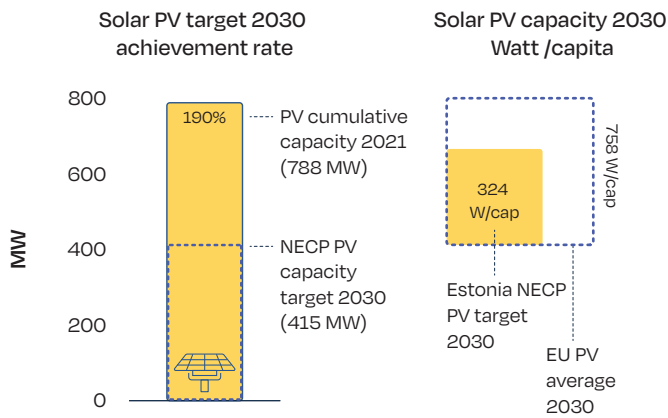 Solar PV target 2030
achievement rate
MW
800
600
400
200
0
190%
PV cumulative
capacity 2021
(788 MW)
NECP PV
capacity
target 2030
(415 MW)
Solar PV capacity 2030
Watt /capita
758 W/cap
324
W/cap
Estonia NECP
PV target
2030
EU PV
average
2030